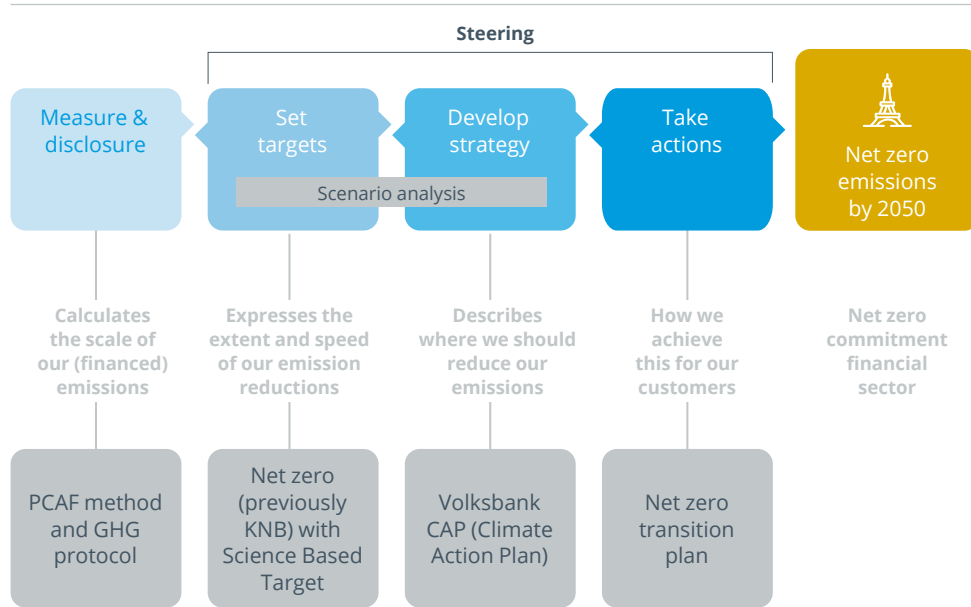 Steering
Measure &
disclosure
Set
targets
Develop
strategy
Take
actions
Net zero
emissions
by 2050
Scenario analysis
Calculates
the scale of
our (financed)
emissions
Expresses the
extent and speed
of our emission
reductions
Describes
where we should
reduce our
emissions
How we
achieve
this for our
customers
Net zero
commitment
financial
sector
PCAF method
and GHG
protocol
Net zero
(previously
KNB) with
Science Based
Target
Volksbank
CAP (Climate
Action Plan)
Net zero
transition
plan